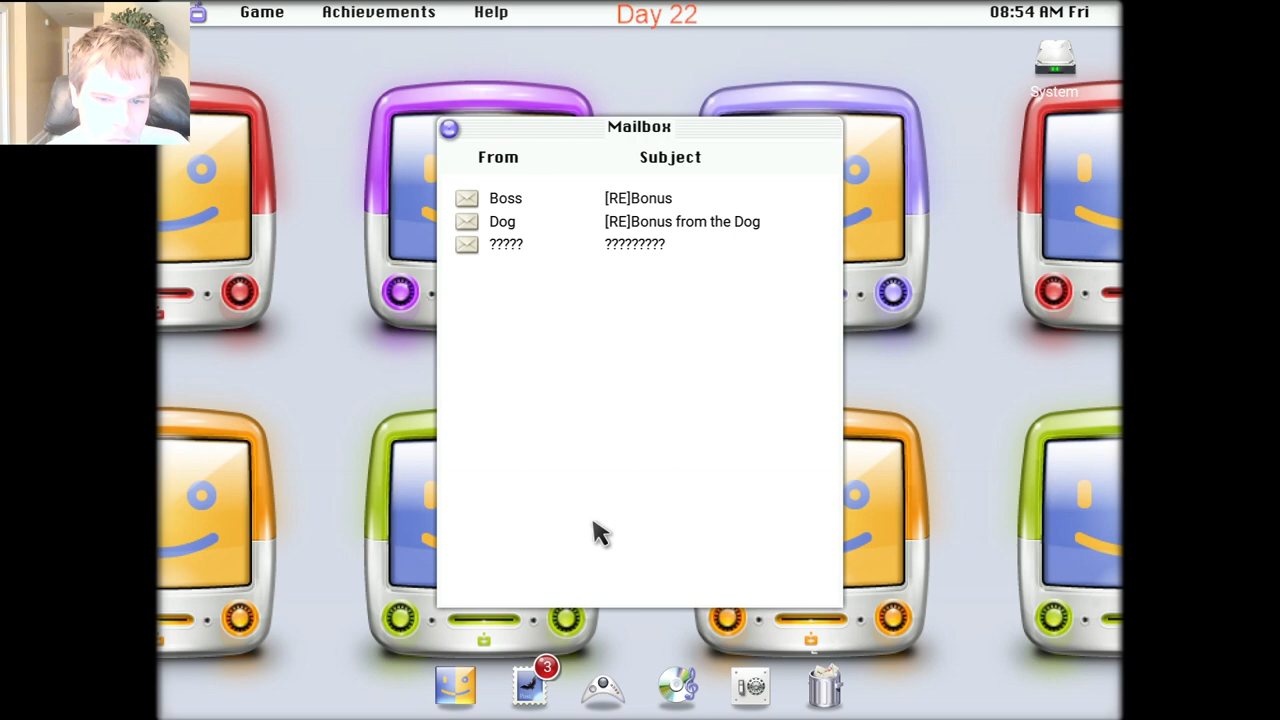 Game Achievements Help Day 22 08:54 AM Fri
System
Mailbox
From Subject
Boss [RE]Bonus
Dog [RE]Bonus from the Dog
????? ?????????
3